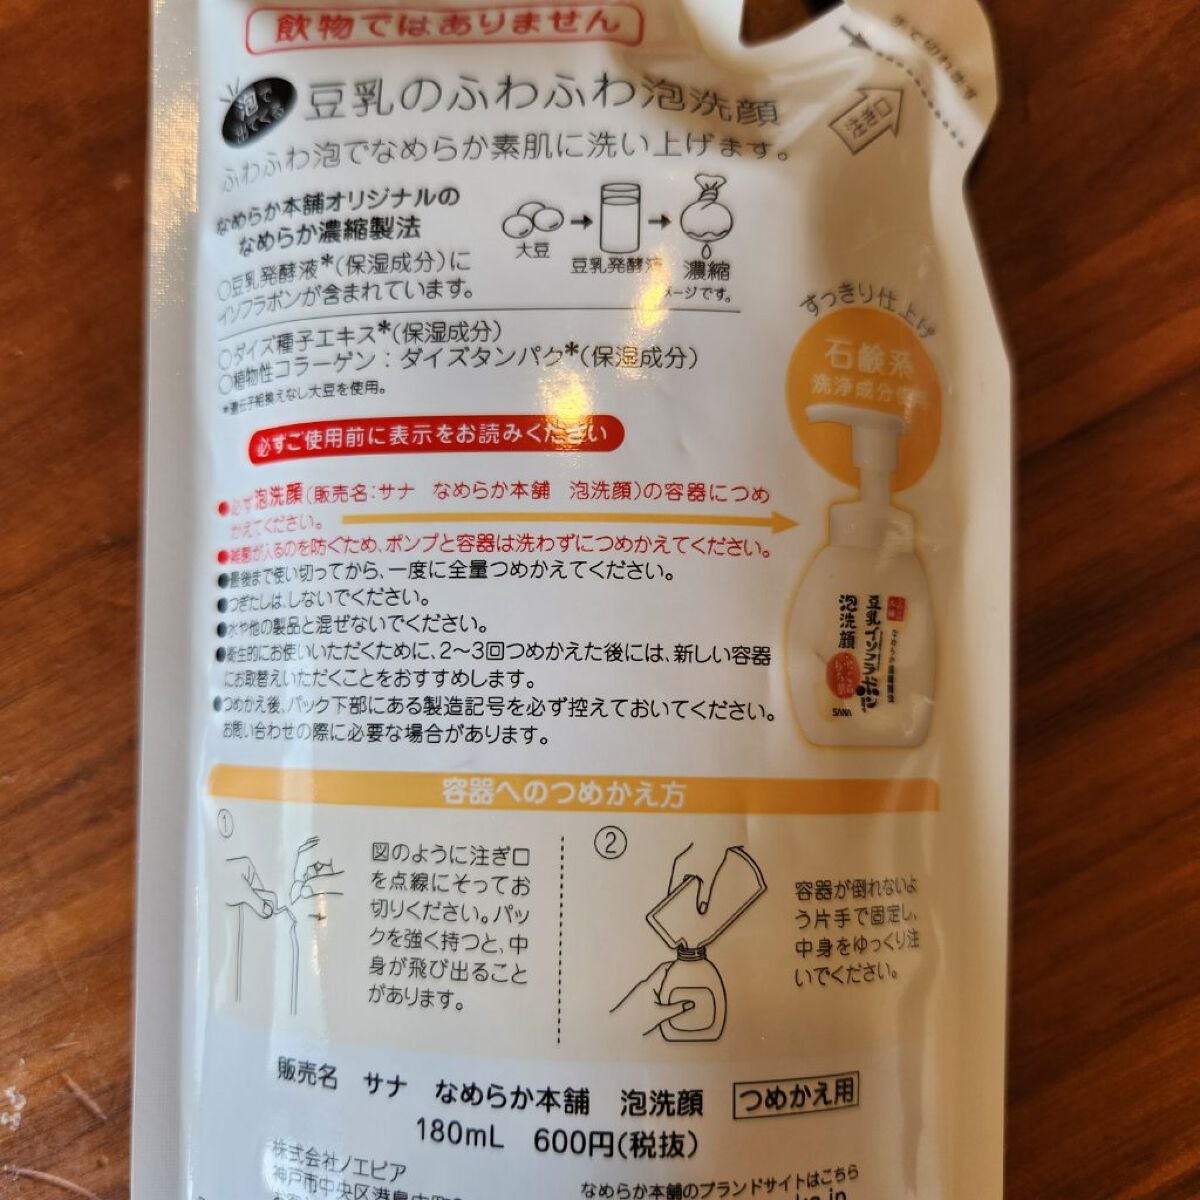 飲物ではありません
手で切れます
注ぎ口
泡で
出てくる
豆乳のふわふわ泡洗顔
ふわふわ泡でなめらか素肌に洗い上げます。
なめらか本舗オリジナルの
なめらか濃縮製法
大豆
豆乳発酵液
濃縮
ージです。
○豆乳発酵液*(保湿成分)に
イソフラボンが含まれています。
○ダイズ種子エキス*(保湿成分)
○植物性コラーゲン:ダイズタンパク*(保湿成分)
*遺伝子組換えなし大豆を使用。
すっきり仕上げ
石鹸系
洗浄成分使用
必ずご使用前に表示をお読みください
●必ず泡洗顔(販売名:サナ なめらか本舗 泡洗顔)の容器につめ
かえてください。
●雑菌が入るのを防ぐため、ポンプと容器は洗わずにつめかえてください。
●最後まで使い切ってから、一度に全量つめかえてください。
●つぎたしは、しないでください。
●水や他の製品と混ぜないでください。
●衛生的にお使いいただくために、2〜3回つめかえた後には、新しい容器
にお取替えいただくことをおすすめします。
●つめかえ後、パック下部にある製造記号を必ず控えておいてください。
お問い合わせの際に必要な場合があります。
豆乳イソフラボン
泡洗顔
SANA
容器へのつめかえ方
①
図のように注ぎ口
を点線にそってお
切りください。パッ
クを強く持つと、中
身が飛び出ること
があります。
②
容器が倒れないよ
う片手で固定し、
中身をゆっくり注
いでください。
販売名 サナ なめらか本舗 泡洗顔 つめかえ用
180mL 600円(税抜)
株式会社ノエビア
神戸市中央区港島中町
なめらか本舗のブランドサイトはこちら